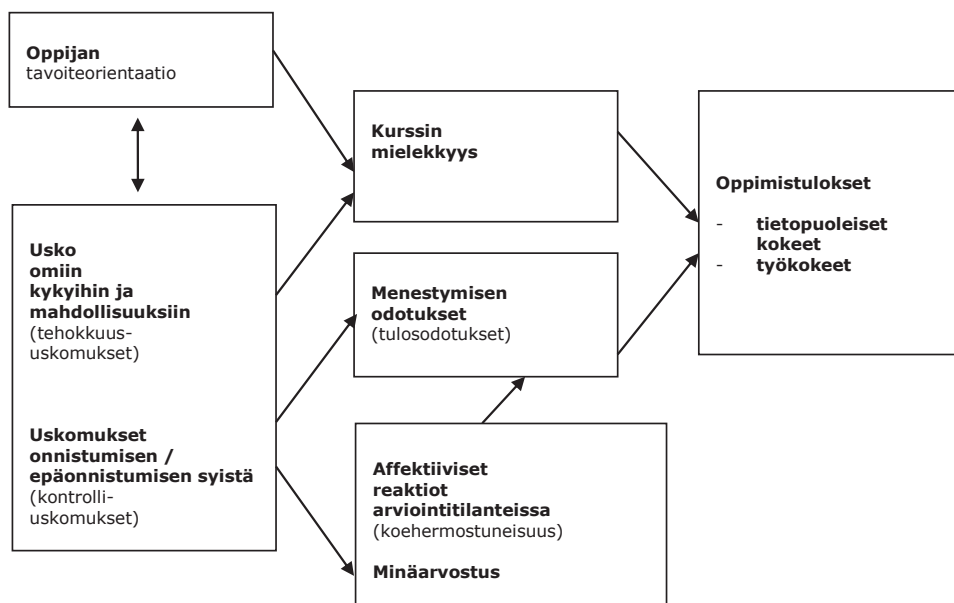 Oppijan
tavoiteorientaatio
Usko
omiin
kykyihin ja
mahdollisuuksiin
(tehokkuus-
uskomukset)
Uskomukset
onnistumisen /
epäonnistumisen syistä
(kontrolli-
uskomukset)
Kurssin
mielekkyys
Menestymisen
odotukset
(tulosodotukset)
Affektiiviset
reaktiot
arviointitilanteissa
(koehermostuneisuus)
Minäarvostus
Oppimistulokset
- tietopuoleiset
kokeet
- työkokeet